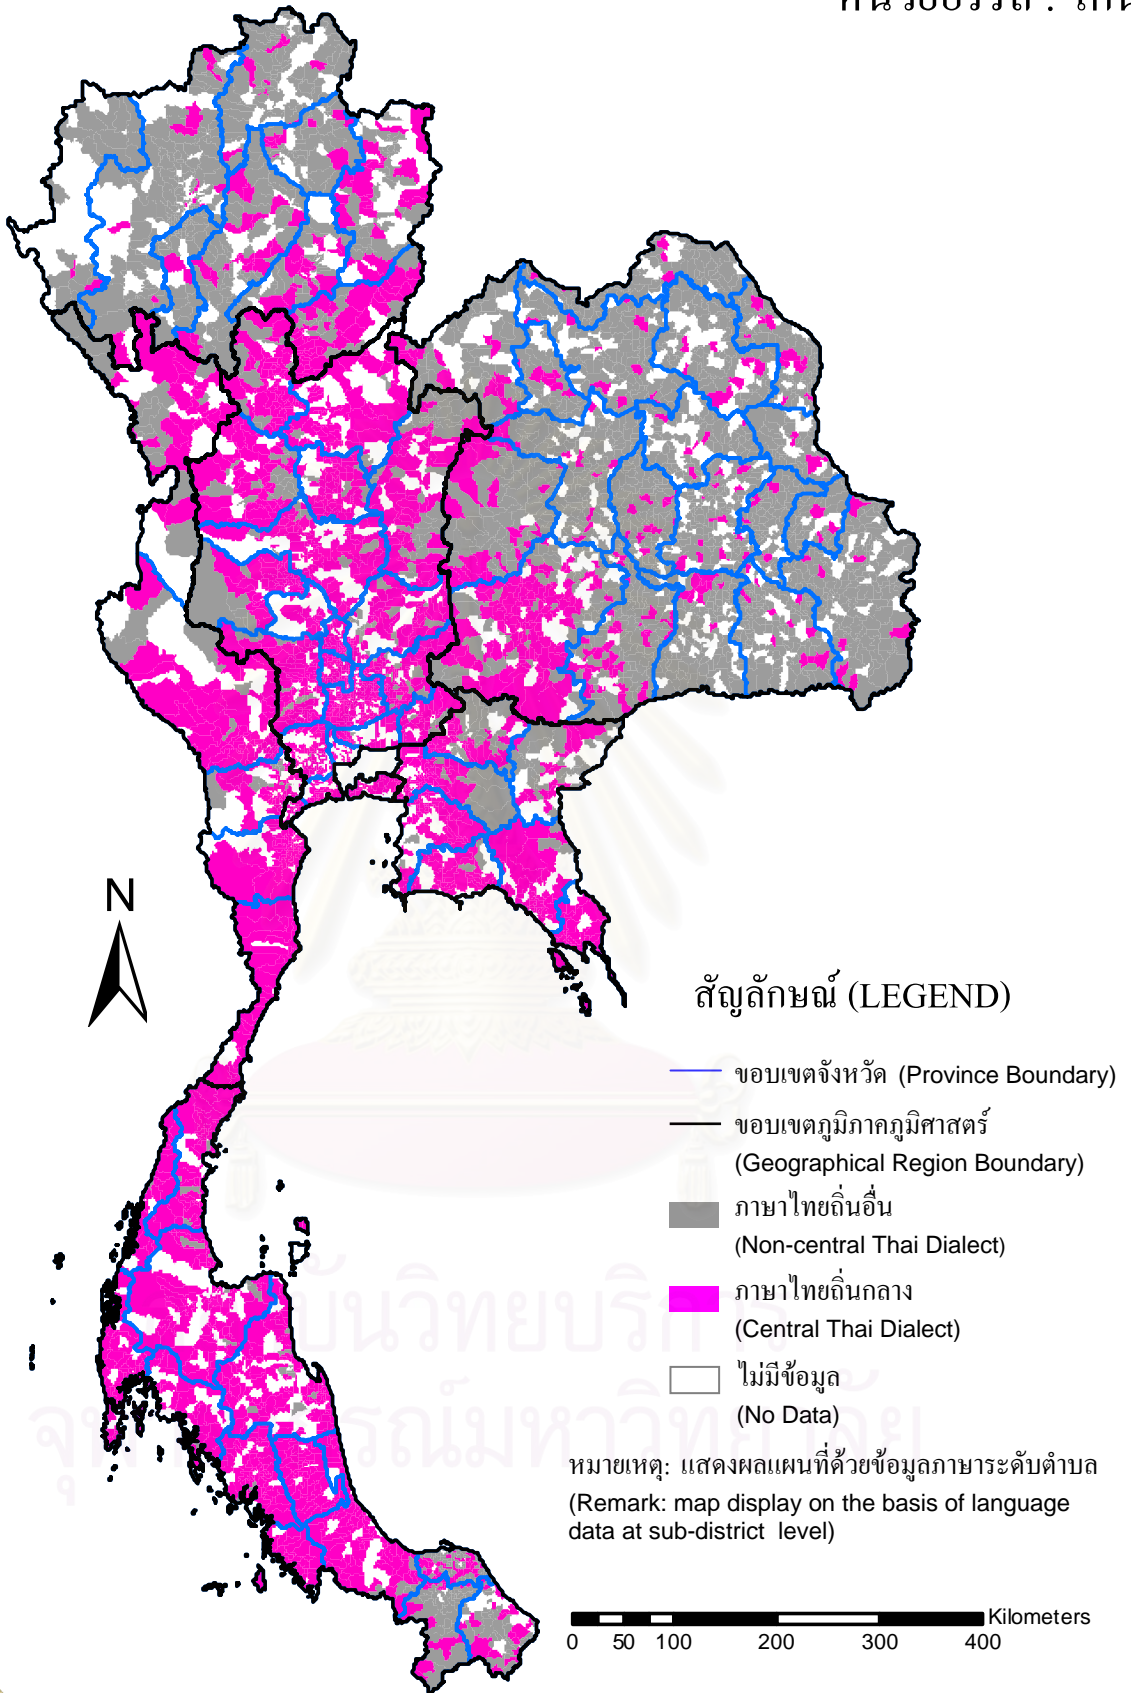 N
สัญลักษณ์ (LEGEND)
ขอบเขตจังหวัด (Province Boundary)
ขอบเขตภูมิภาคภูมิศาสตร์
(Geographical Region Boundary)
ภาษาไทยถิ่นอื่น
(Non-central Thai Dialect)
ภาษาไทยถิ่นกลาง
(Central Thai Dialect)
ไม่มีข้อมูล
(No Data)
หมายเหตุ: แสดงผลแผนที่ด้วยข้อมูลภาษาระดับตำบล
(Remark: map display on the basis of language
data at sub-district level)
Kilometers
0 50 100 200 300 400